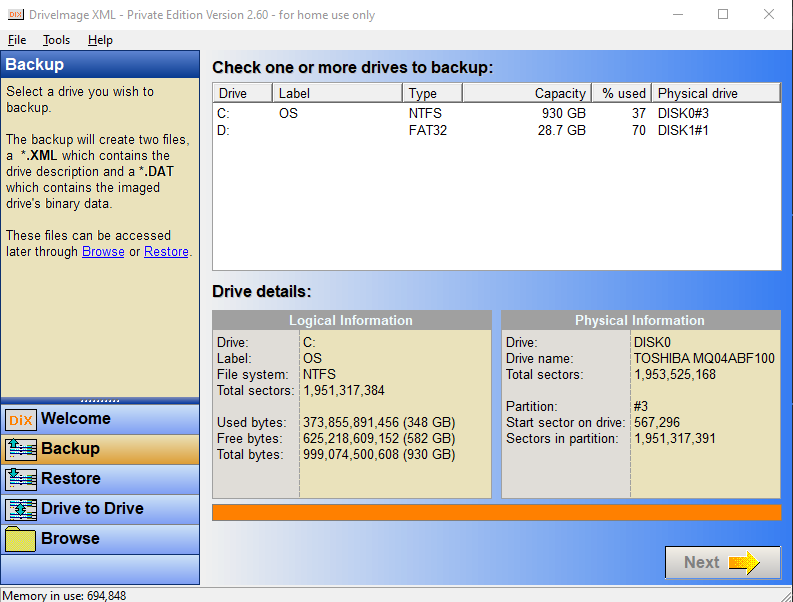 DiX DriveImage XML - Private Edition Version 2.60 - for home use only
File Tools Help
Backup
Select a drive you wish to
backup.
The backup will create two files,
a *.XML which contains the
drive description and a *.DAT
which contains the imaged
drive's binary data.
These files can be accessed
later through Browse or Restore.
DiX Welcome
Backup
Restore
Drive to Drive
Browse
Check one or more drives to backup:
Drive Label Type Capacity % used Physical drive
C: OS NTFS 930 GB 37 DISK0#3
D: FAT32 28.7 GB 70 DISK1#1
Drive details:
Logical Information
Drive: C:
Label: OS
File system: NTFS
Total sectors: 1,951,317,384
Used bytes: 373,855,891,456 (348 GB)
Free bytes: 625,218,609,152 (582 GB)
Total bytes: 999,074,500,608 (930 GB)
Physical Information
Drive: DISK0
Drive name: TOSHIBA MQ04ABF100
Total sectors: 1,953,525,168
Partition: #3
Start sector on drive: 567,296
Sectors in partition: 1,951,317,391
Next
Memory in use: 694,848